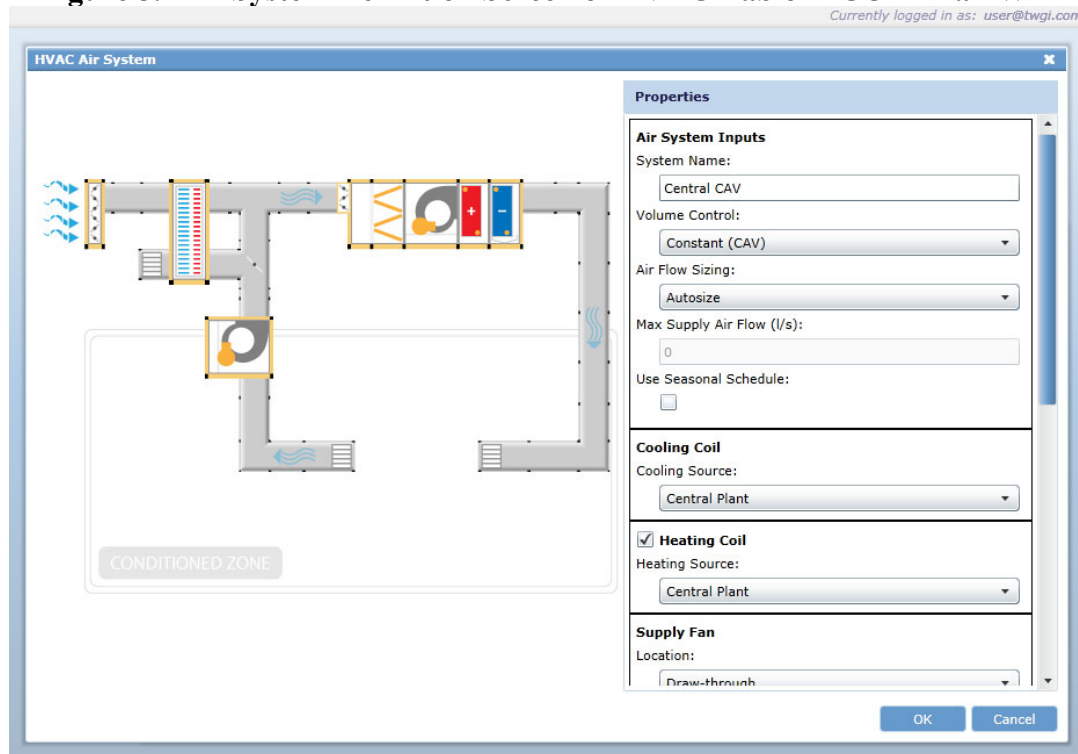 Currently logged in as: user@twgi.com
HVAC Air System
Properties
Air System Inputs
System Name:
Central CAV
Volume Control:
Constant (CAV)
Air Flow Sizing:
Autosize
Max Supply Air Flow (l/s):
0
Use Seasonal Schedule:
Cooling Coil
Cooling Source:
Central Plant
Heating Coil
Heating Source:
Central Plant
Supply Fan
Location:
Draw-through
+ -
CONDITIONED ZONE
OK Cancel